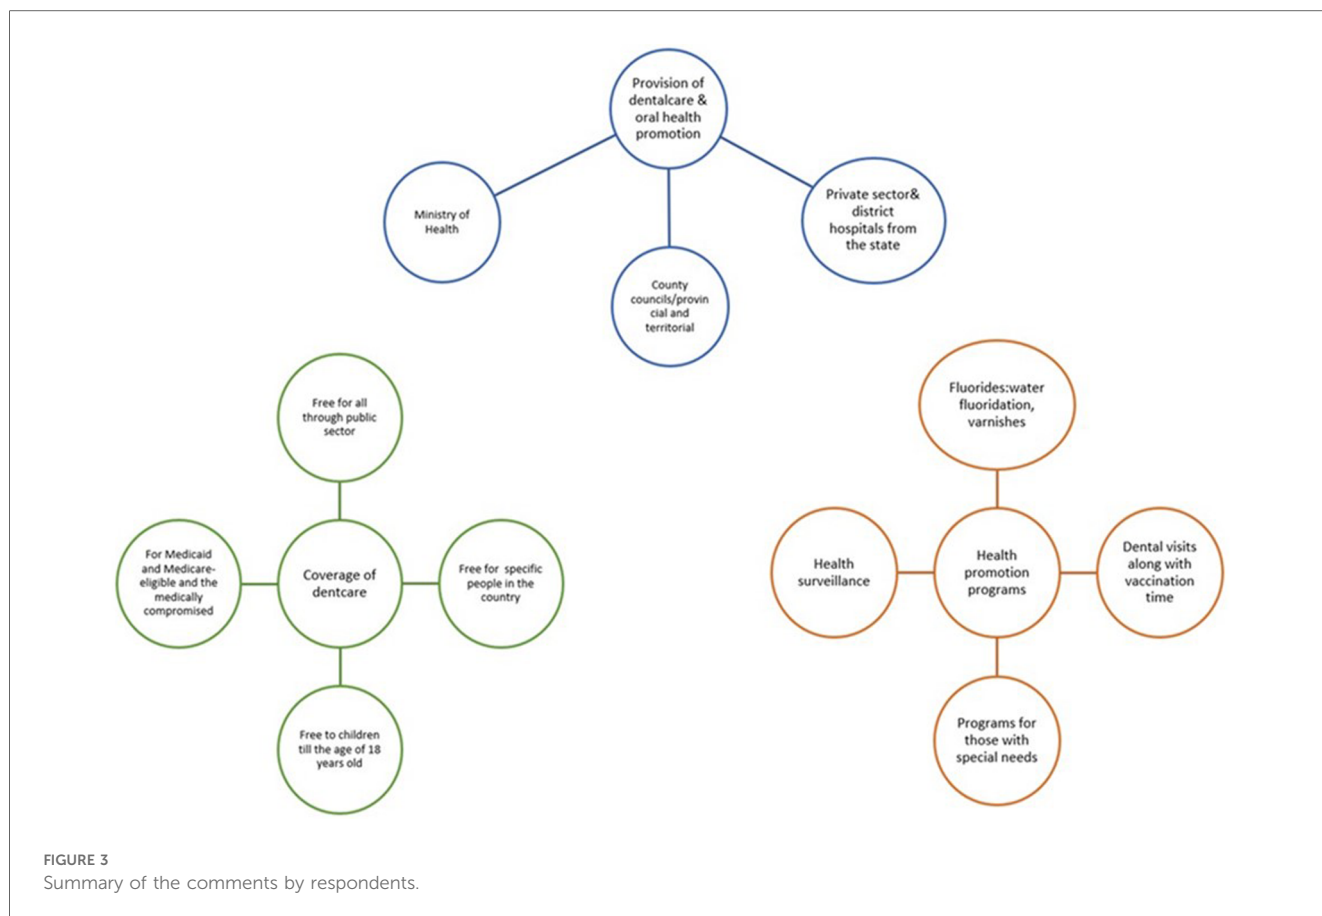 Provision of
dentalcare &
oral health
promotion
Ministry of
Health
Private sector&
district
hospitals from
the state
County
councils/provin
cial and
territorial
Free for all
through public
sector
For Medicaid
and Medicare-
eligible and the
medically
compromised
Coverage of
dentcare
Free for specific
people in the
country
Free to children
till the age of 18
years old
Fluorides:water
fluoridation,
varnishes
Health
surveillance
Health
promotion
programs
Dental visits
along with
vaccination
time
Programs for
those with
special needs
FIGURE 3
Summary of the comments by respondents.